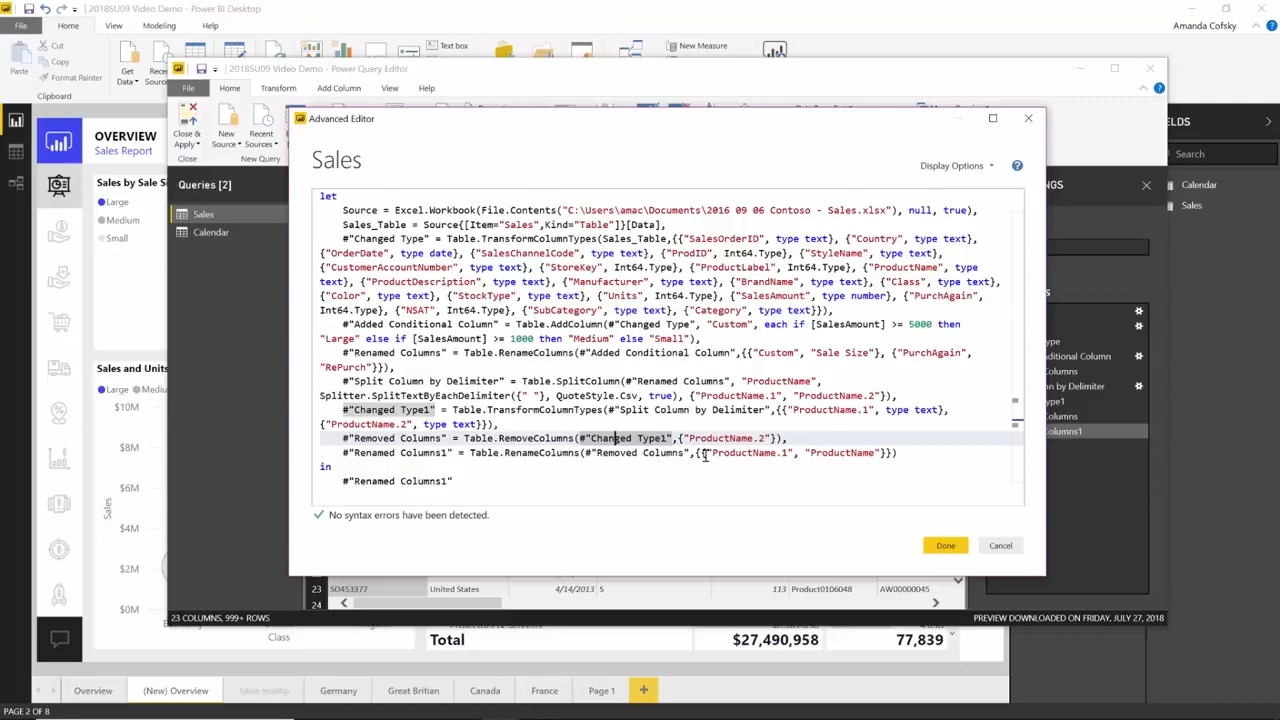 2018SU09 Video Demo - Power BI Desktop
Amanda Cofsky
File
Home
View
Modeling
Help
Paste
Cut
Copy
Format Painter
Clipboard
Get
Data
Text box
New Measure
2018SU09 Video Demo - Power Query Editor
File
Home
Transform
Add Column
View
Help
Close &
Apply
Close
New
Source
Recent
Sources
New Query
Queries [2]
Sales
Calendar
OVERVIEW
Sales Report
Large
Medium
Small
Sales and Units
Large
$10M
$8M
$6M
$4M
$2M
$0M
Sales
Class
Advanced Editor
Sales
Display Options
let
Source = Excel.Workbook(File.Contents("C:\Users\amac\Documents\2016 09 06 Contoso - Sales.xlsx"), null, true),
Sales_Table = Source{[Item="Sales",Kind="Table"]}[Data],
#"Changed Type" = Table.TransformColumnTypes(Sales_Table,{{"SalesOrderID", type text}, {"Country", type text},
{"OrderDate", type date}, {"SalesChannelCode", type text}, {"ProdID", Int64.Type}, {"StyleName", type text},
{"CustomerAccountNumber", type text}, {"StoreKey", Int64.Type}, {"ProductLabel", Int64.Type}, {"ProductName", type
text}, {"ProductDescription", type text}, {"Manufacturer", type text}, {"BrandName", type text}, {"Class", type text},
{"Color", type text}, {"StockType", type text}, {"Units", Int64.Type}, {"SalesAmount", type number}, {"PurchAgain",
Int64.Type}, {"NSAT", Int64.Type}, {"SubCategory", type text}, {"Category", type text}}),
#"Added Conditional Column" = Table.AddColumn(#"Changed Type", "Custom", each if [SalesAmount] >= 5000 then
"Large" else if [SalesAmount] >= 1000 then "Medium" else "Small"),
#"Renamed Columns" = Table.RenameColumns(#"Added Conditional Column",{{"Custom", "Sale Size"}, {"PurchAgain",
"RePurch"}}),
#"Split Column by Delimiter" = Table.SplitColumn(#"Renamed Columns", "ProductName",
Splitter.SplitTextByEachDelimiter({" "}, QuoteStyle.Csv, true), {"ProductName.1", "ProductName.2"}),
#"Changed Type1" = Table.TransformColumnTypes(#"Split Column by Delimiter",{{"ProductName.1", type text},
{"ProductName.2", type text}}),
#"Removed Columns" = Table.RemoveColumns(#"Changed Type1",{"ProductName.2"}),
#"Renamed Columns1" = Table.RenameColumns(#"Removed Columns",{{"ProductName.1", "ProductName"}})
in
#"Renamed Columns1"
No syntax errors have been detected.
Done
Cancel
Search
Calendar
Sales
23
SO453377
United States
4/14/2013
S
113
Product0106048
AW00000045
24
23 COLUMNS, 999+ ROWS
PREVIEW DOWNLOADED ON FRIDAY, JULY 27, 2018
Total
$27,490,958
77,839
Overview
(New) Overview
Sales tooltip
Germany
Great Britian
Canada
France
Page 1
PAGE 2 OF 8